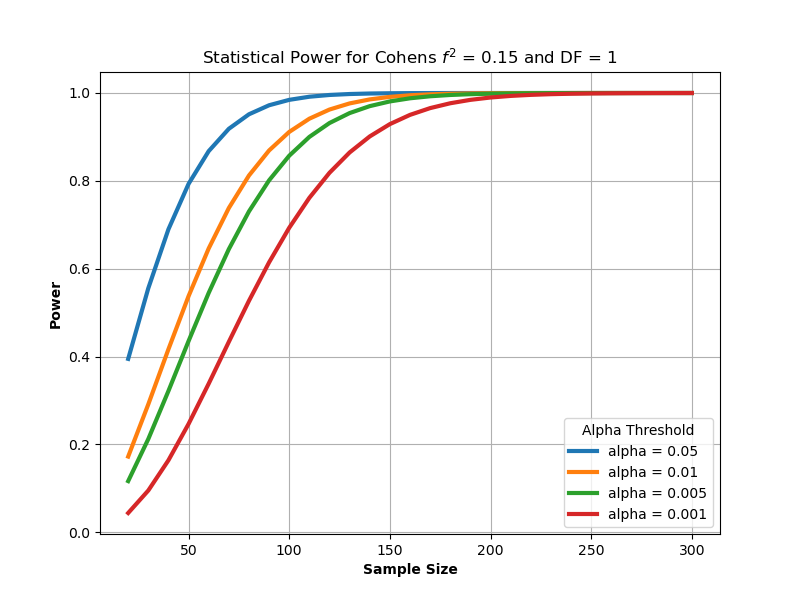 Statistical Power for Cohens $f^2$ = 0.15 and DF = 1
1.0
0.8
0.6
0.4
0.2
0.0
Power
50 100 150 200 250 300
Sample Size
Alpha Threshold
alpha = 0.05
alpha = 0.01
alpha = 0.005
alpha = 0.001